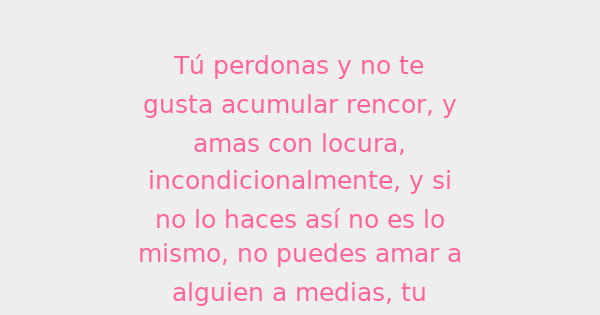 Tú perdonas y no te
gusta acumular rencor, y
amas con locura,
incondicionalmente, y si
no lo haces así no es lo
mismo, no puedes amar a
alguien a medias, tu